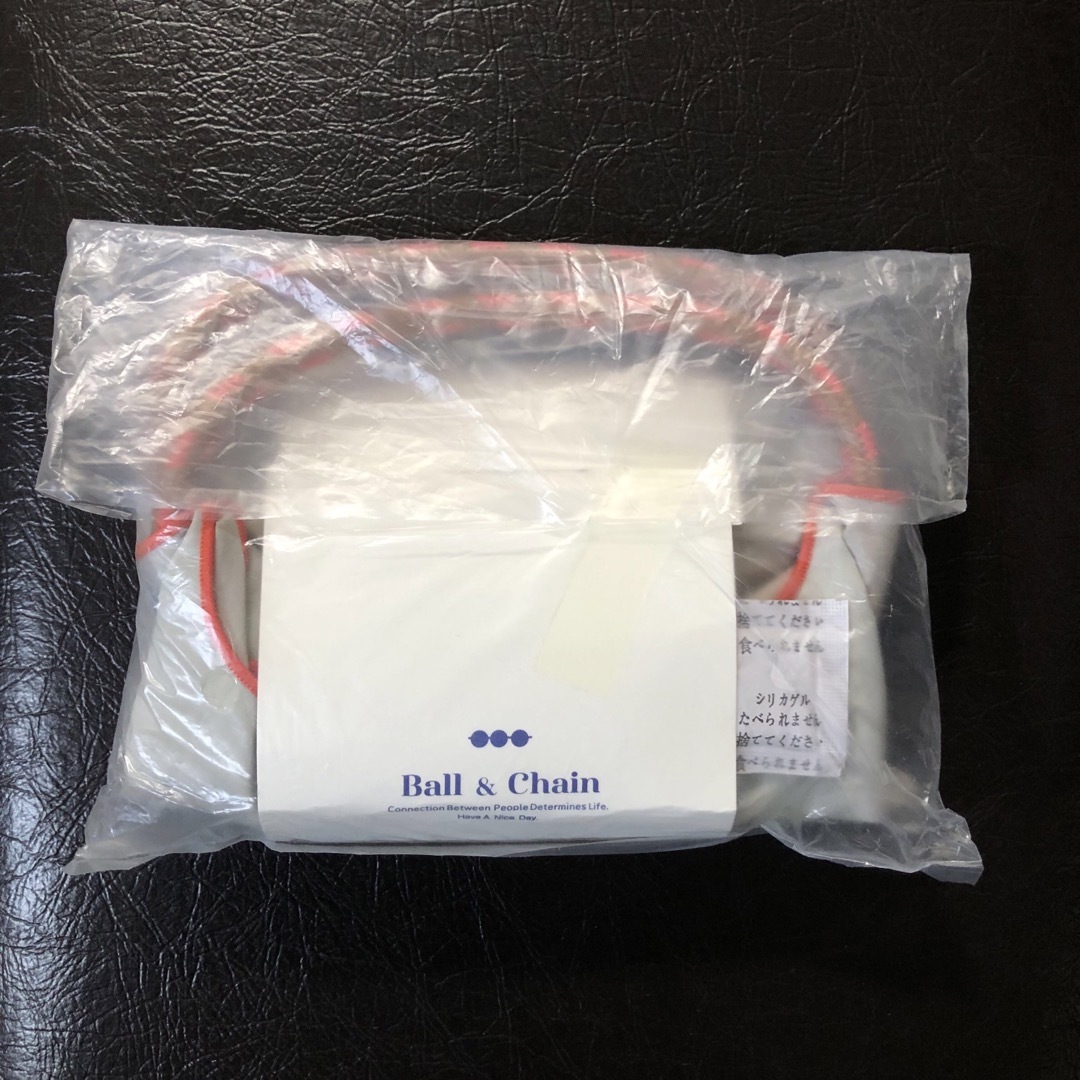 Ball & Chain
Connection Between People Determines Life.
Have A Nice Day
捨ててください
食べられません
シリカゲル
たべられません
捨ててくださ
食べられません